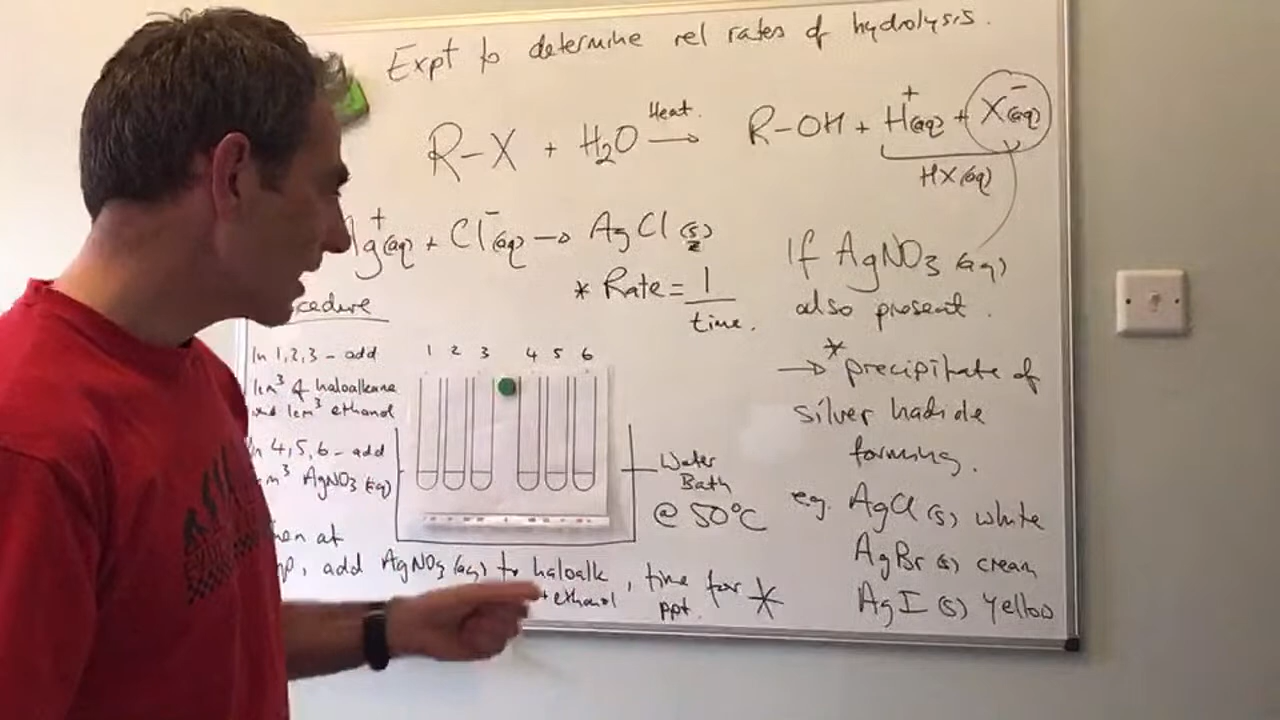 Expt to determine rel rates of hydrolysis.
R-X + H₂O Heat. → R-OH + H⁺(aq) + X⁻(aq)
HX(aq)
Ag⁺(aq) + Cl⁻(aq) → AgCl(s)
* Rate = 1/time.
If AgNO₃(aq)
also present.
→ *precipitate of
silver halide
forming.
eg. AgCl(s) white
AgBr(s) cream
AgI(s) Yellow
cedure
In 1,2,3 - add
1cm³ of haloalkane
and 1cm³ ethanol
In 4,5,6 - add
AgNO₃(aq)
1 2 3 4 5 6
Water
Bath
@ 50°C
at
, add AgNO₃(aq) to haloalk
+ ethanol
, time for *
ppt.